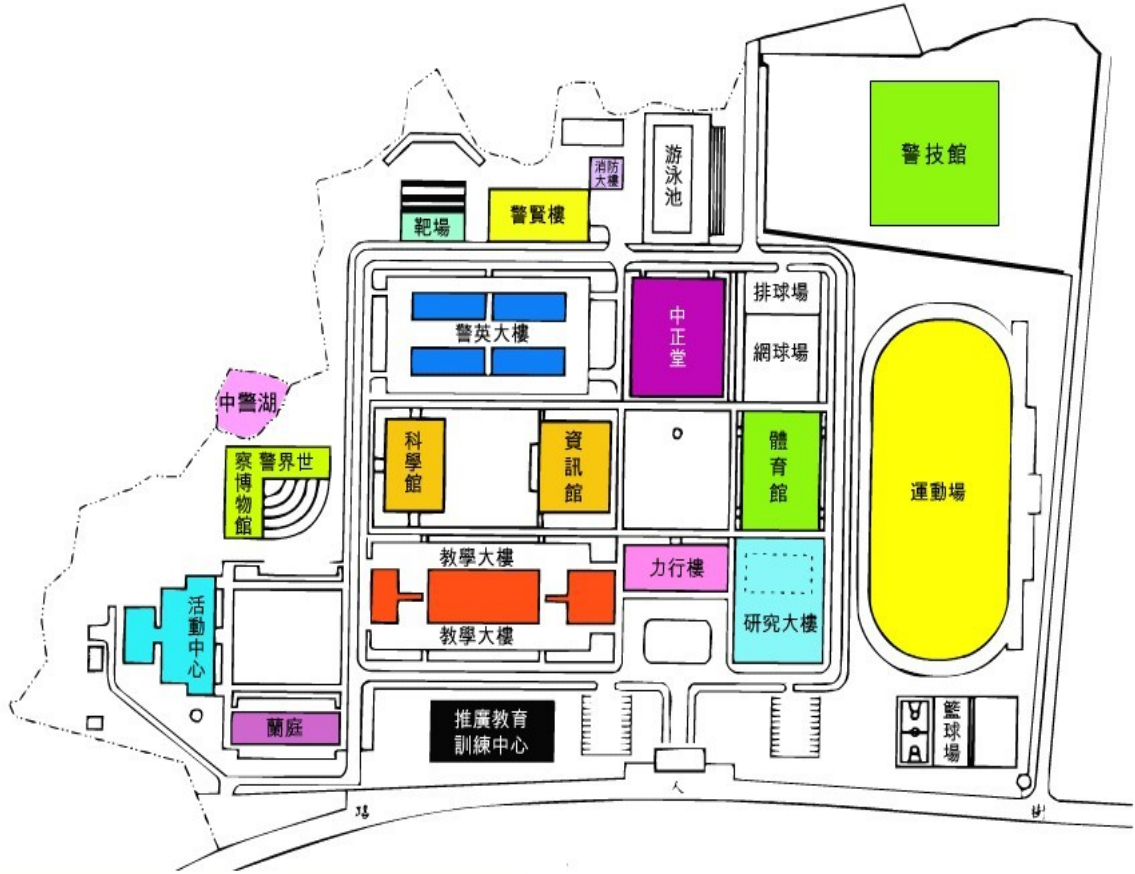 警技館
游泳池
消防
大樓
警賢樓
靶場
排球場
中正堂
警英大樓
網球場
中警湖
科學館
資訊館
體育館
察警界世
博物館
運動場
教學大樓
力行樓
活動中心
教學大樓
研究大樓
蘭庭
推廣教育
訓練中心
籃球場
人